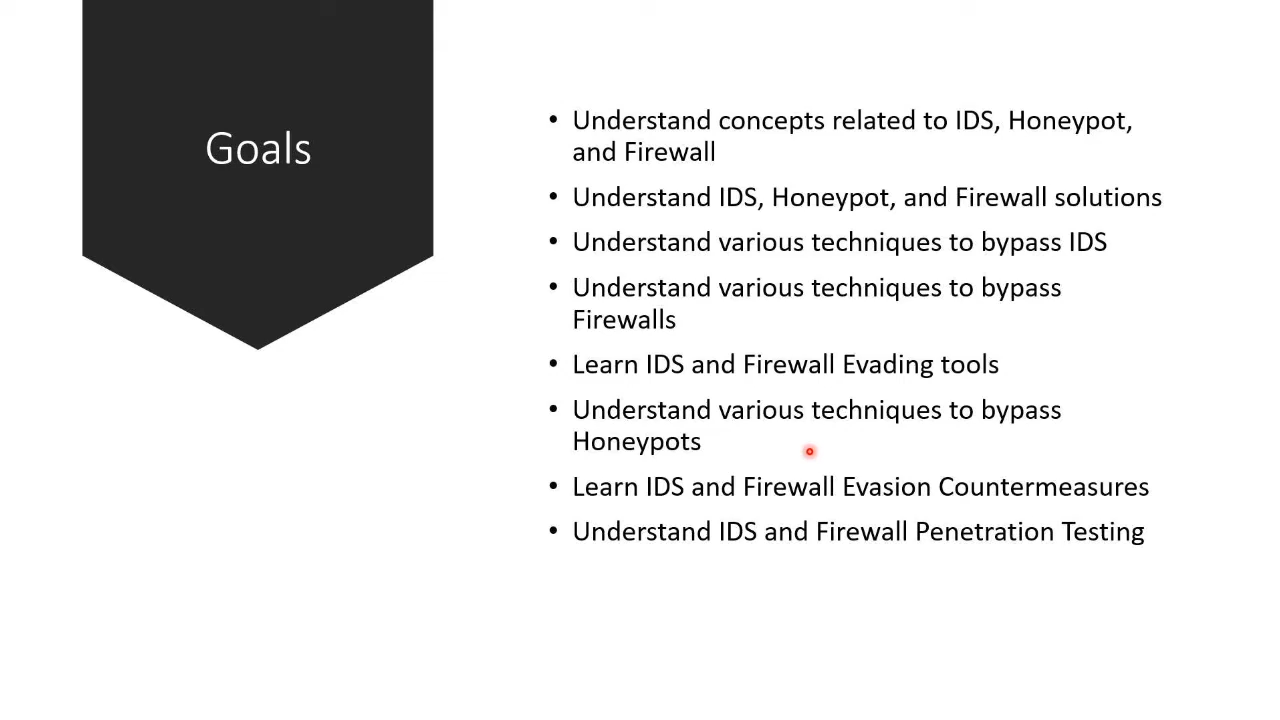 Goals
• Understand concepts related to IDS, Honeypot,
and Firewall
• Understand IDS, Honeypot, and Firewall solutions
• Understand various techniques to bypass IDS
• Understand various techniques to bypass
Firewalls
• Learn IDS and Firewall Evading tools
• Understand various techniques to bypass
Honeypots
• Learn IDS and Firewall Evasion Countermeasures
• Understand IDS and Firewall Penetration Testing